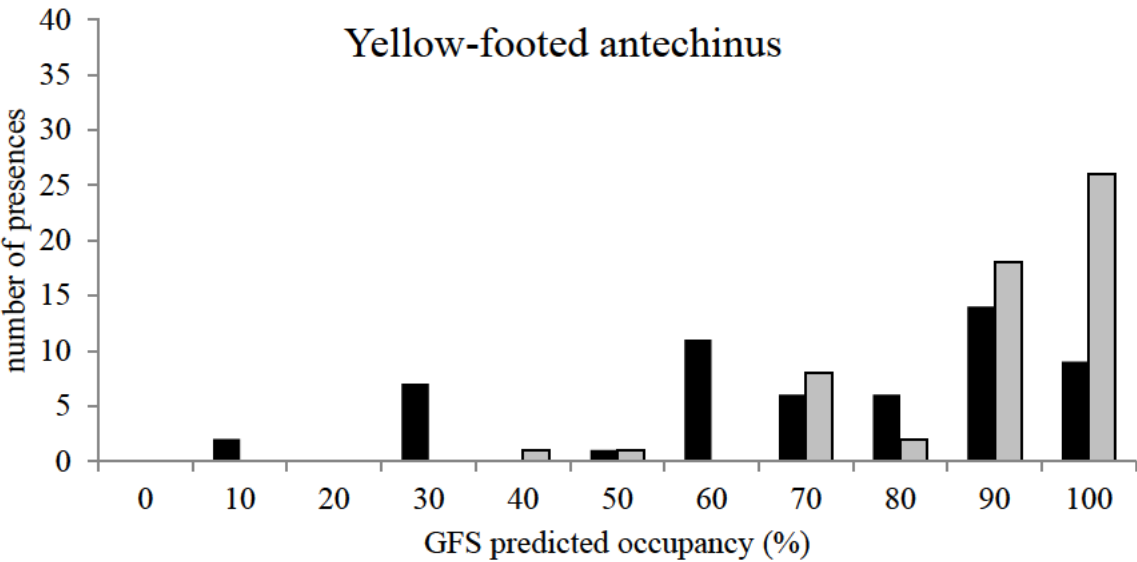 Yellow-footed antechinus
number of presences
40
35
30
25
20
15
10
5
0
0 10 20 30 40 50 60 70 80 90 100
GFS predicted occupancy (%)